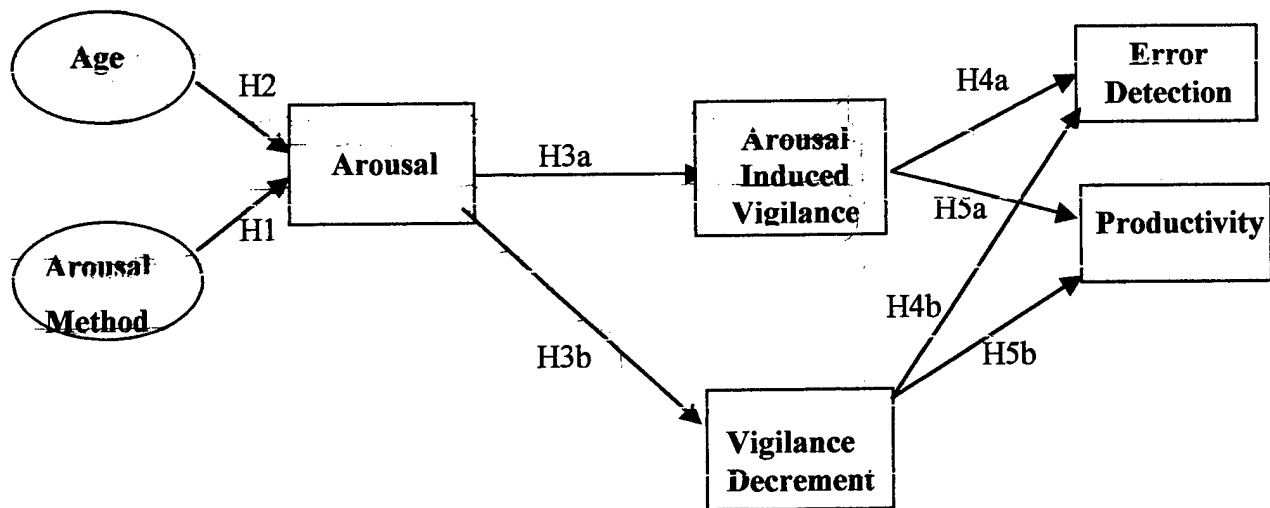 Age
H2
Arousal
H1
Arousal
Method
H3a
H3b
Arousal
Induced
Vigilance
Vigilance
Decrement
H4a
H5a
H4b
H5b
Error
Detection
Productivity